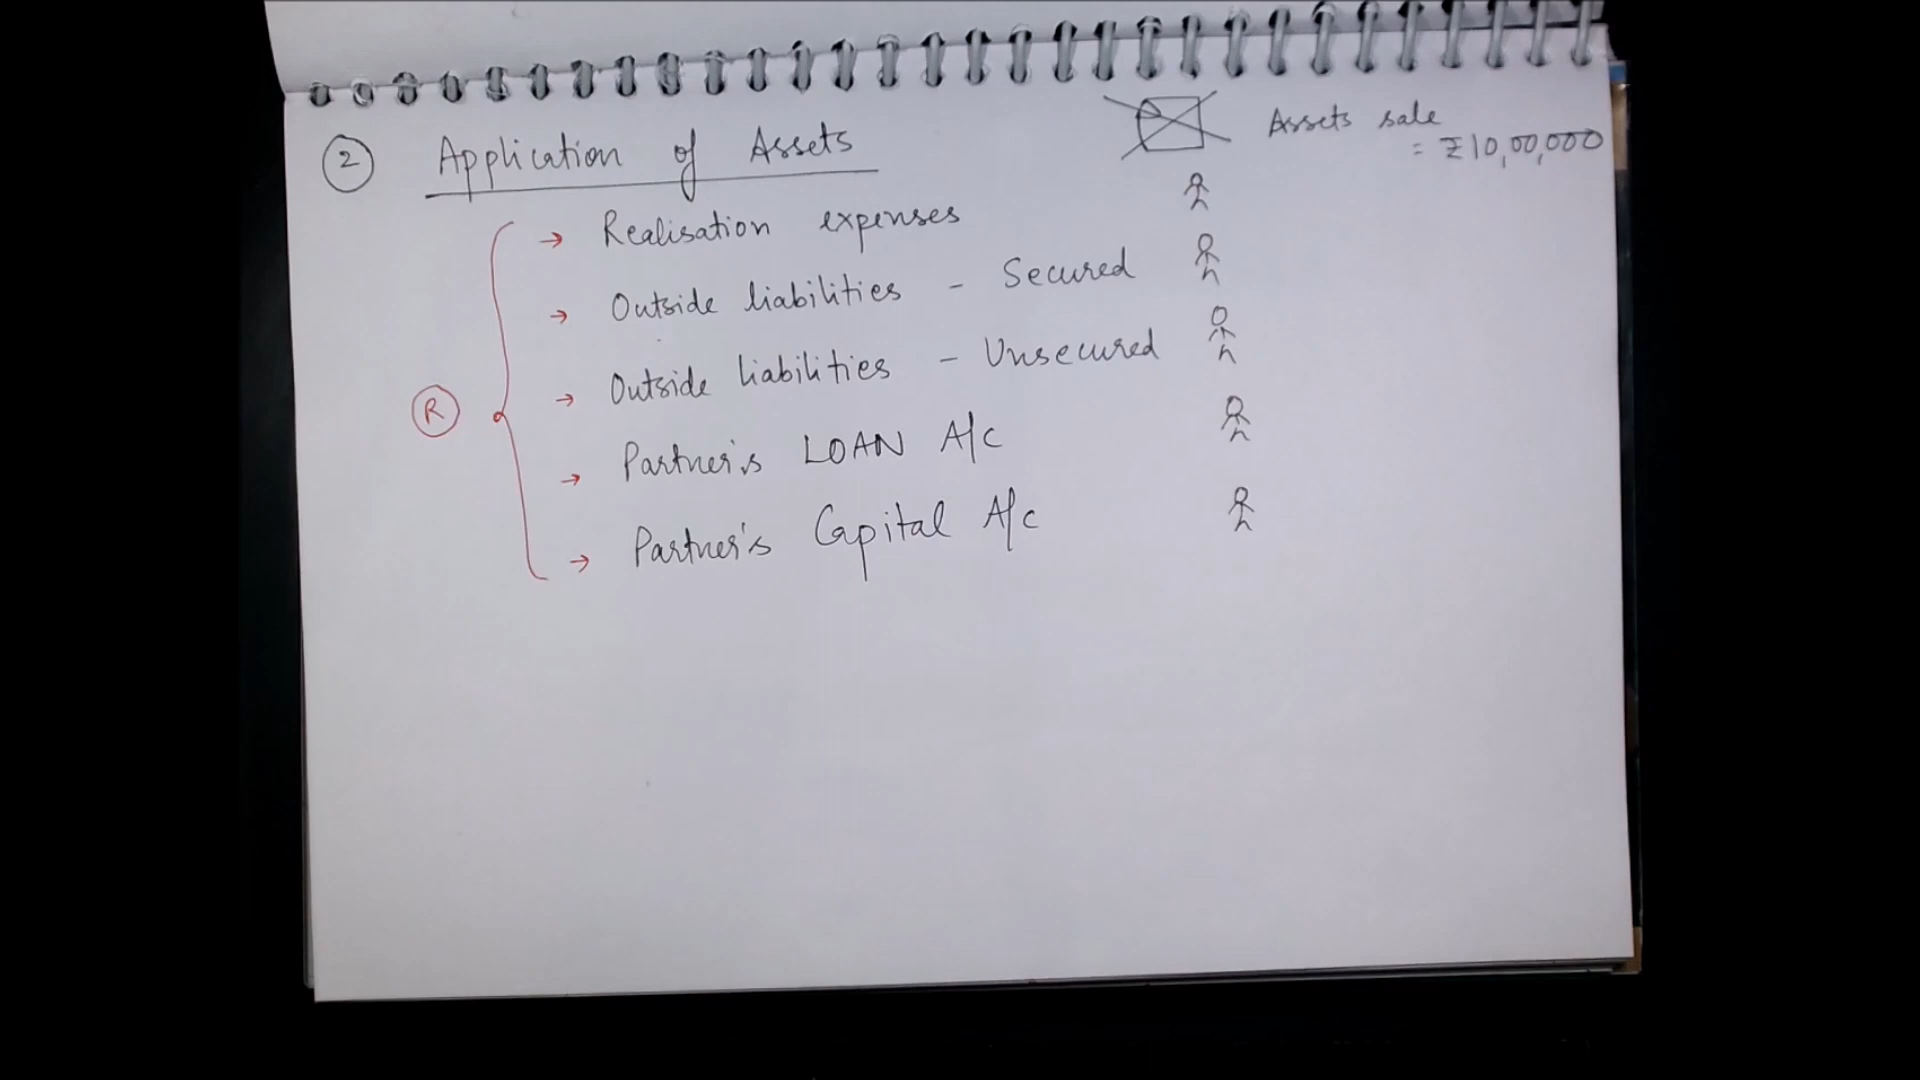 2 Application of Assets
Assets sale
= ₹10,00,000
→ Realisation expenses
→ Outside liabilities - Secured
→ Outside liabilities - Unsecured
R
→ Partner's LOAN A/c
→ Partner's Capital A/c